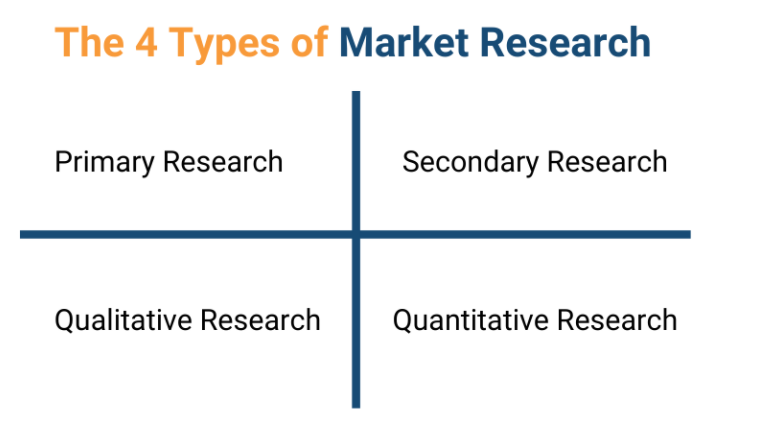 The 4 Types of Market Research
Primary Research
Secondary Research
Qualitative Research
Quantitative Research